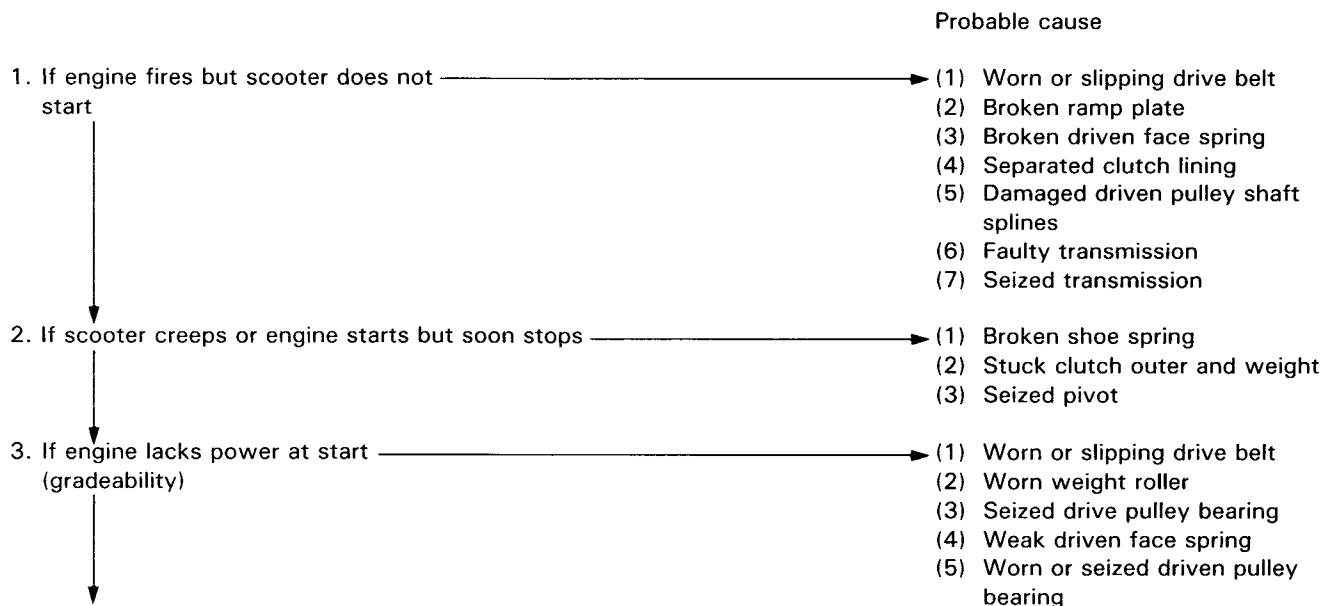 Probable cause
1. If engine fires but scooter does not
start
(1) Worn or slipping drive belt
(2) Broken ramp plate
(3) Broken driven face spring
(4) Separated clutch lining
(5) Damaged driven pulley shaft
splines
(6) Faulty transmission
(7) Seized transmission
2. If scooter creeps or engine starts but soon stops
(1) Broken shoe spring
(2) Stuck clutch outer and weight
(3) Seized pivot
3. If engine lacks power at start
(gradeability)
(1) Worn or slipping drive belt
(2) Worn weight roller
(3) Seized drive pulley bearing
(4) Weak driven face spring
(5) Worn or seized driven pulley
bearing